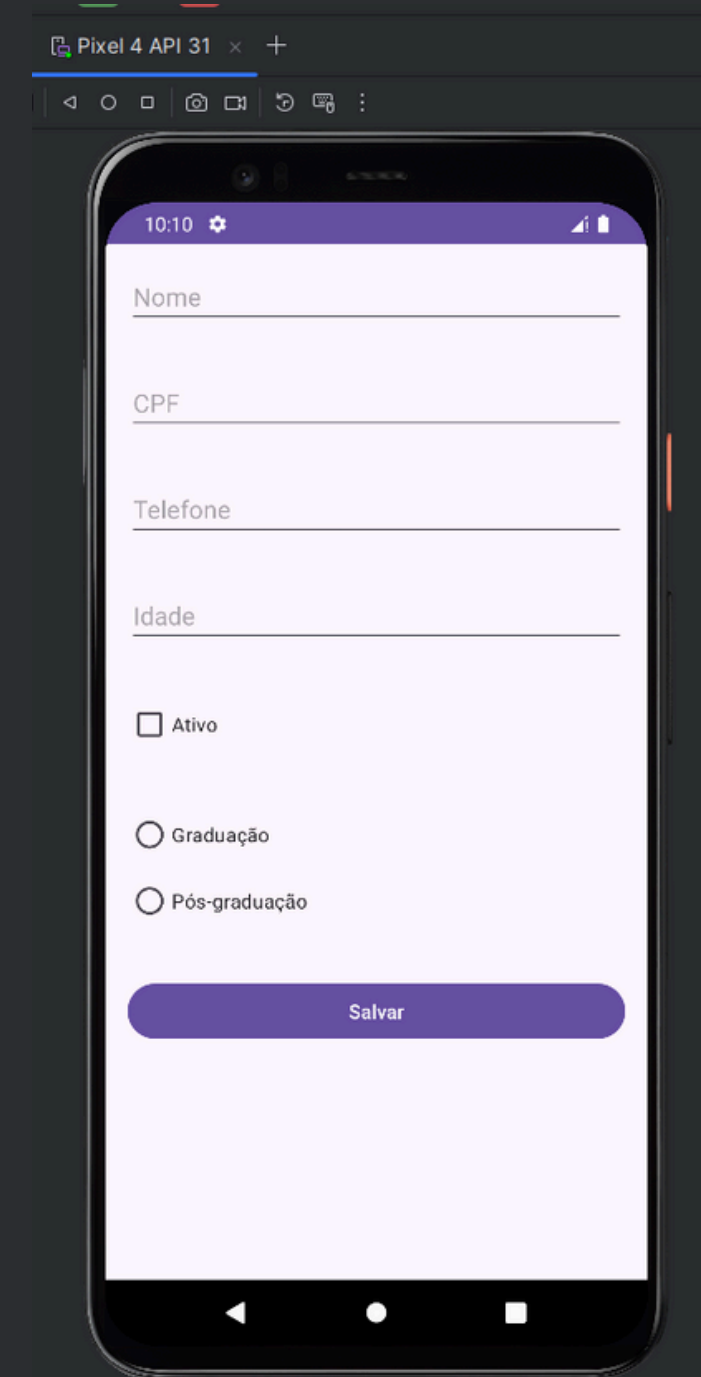 Pixel 4 API 31
10:10
Nome
CPF
Telefone
Idade
Ativo
Graduação
Pós-graduação
Salvar